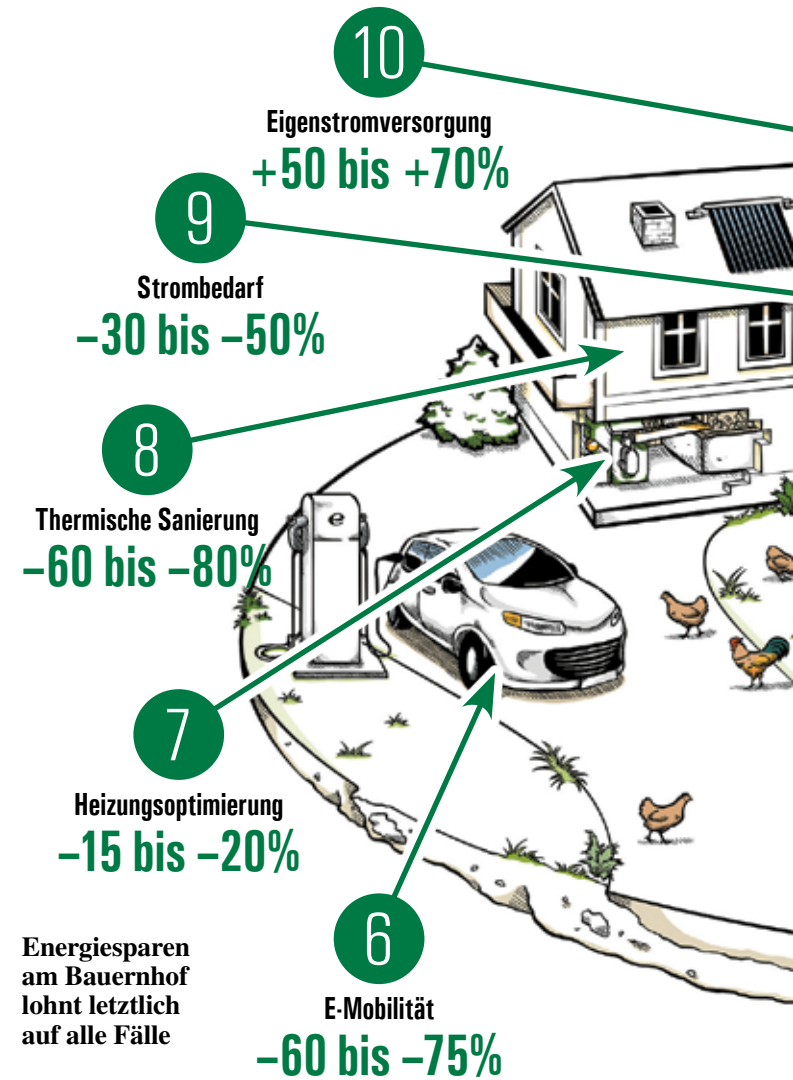 10
Eigenstromversorgung
+50 bis +70%
9
Strombedarf
–30 bis –50%
8
Thermische Sanierung
–60 bis –80%
e
7
Heizungsoptimierung
–15 bis –20%
6
E-Mobilität
–60 bis –75%
Energiesparen
am Bauernhof
lohnt letztlich
auf alle Fälle